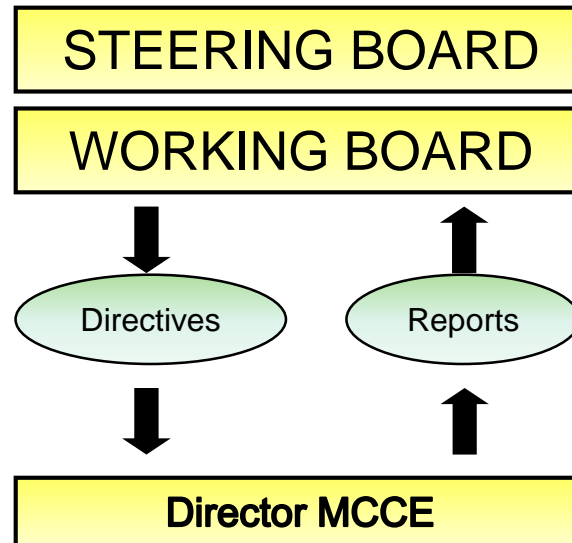 STEERING BOARD
WORKING BOARD
Directives
Reports
Director MCCE